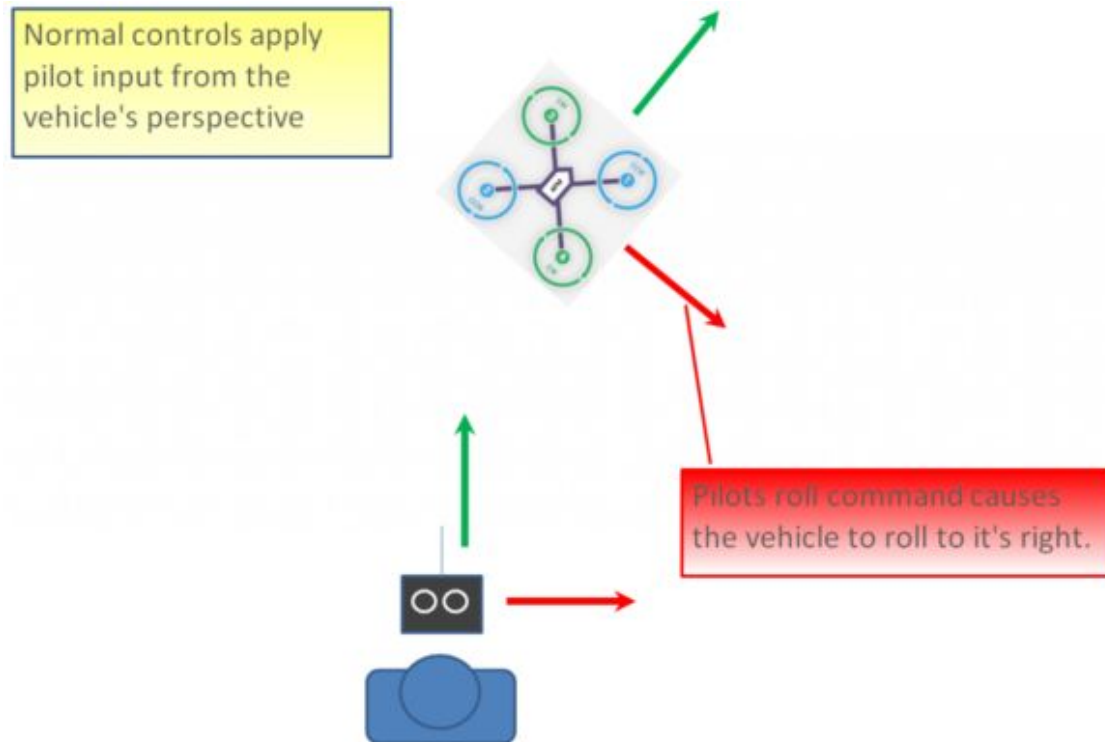 Normal controls apply
pilot input from the
vehicle's perspective
Pilots roll command causes
the vehicle to roll to it's right.